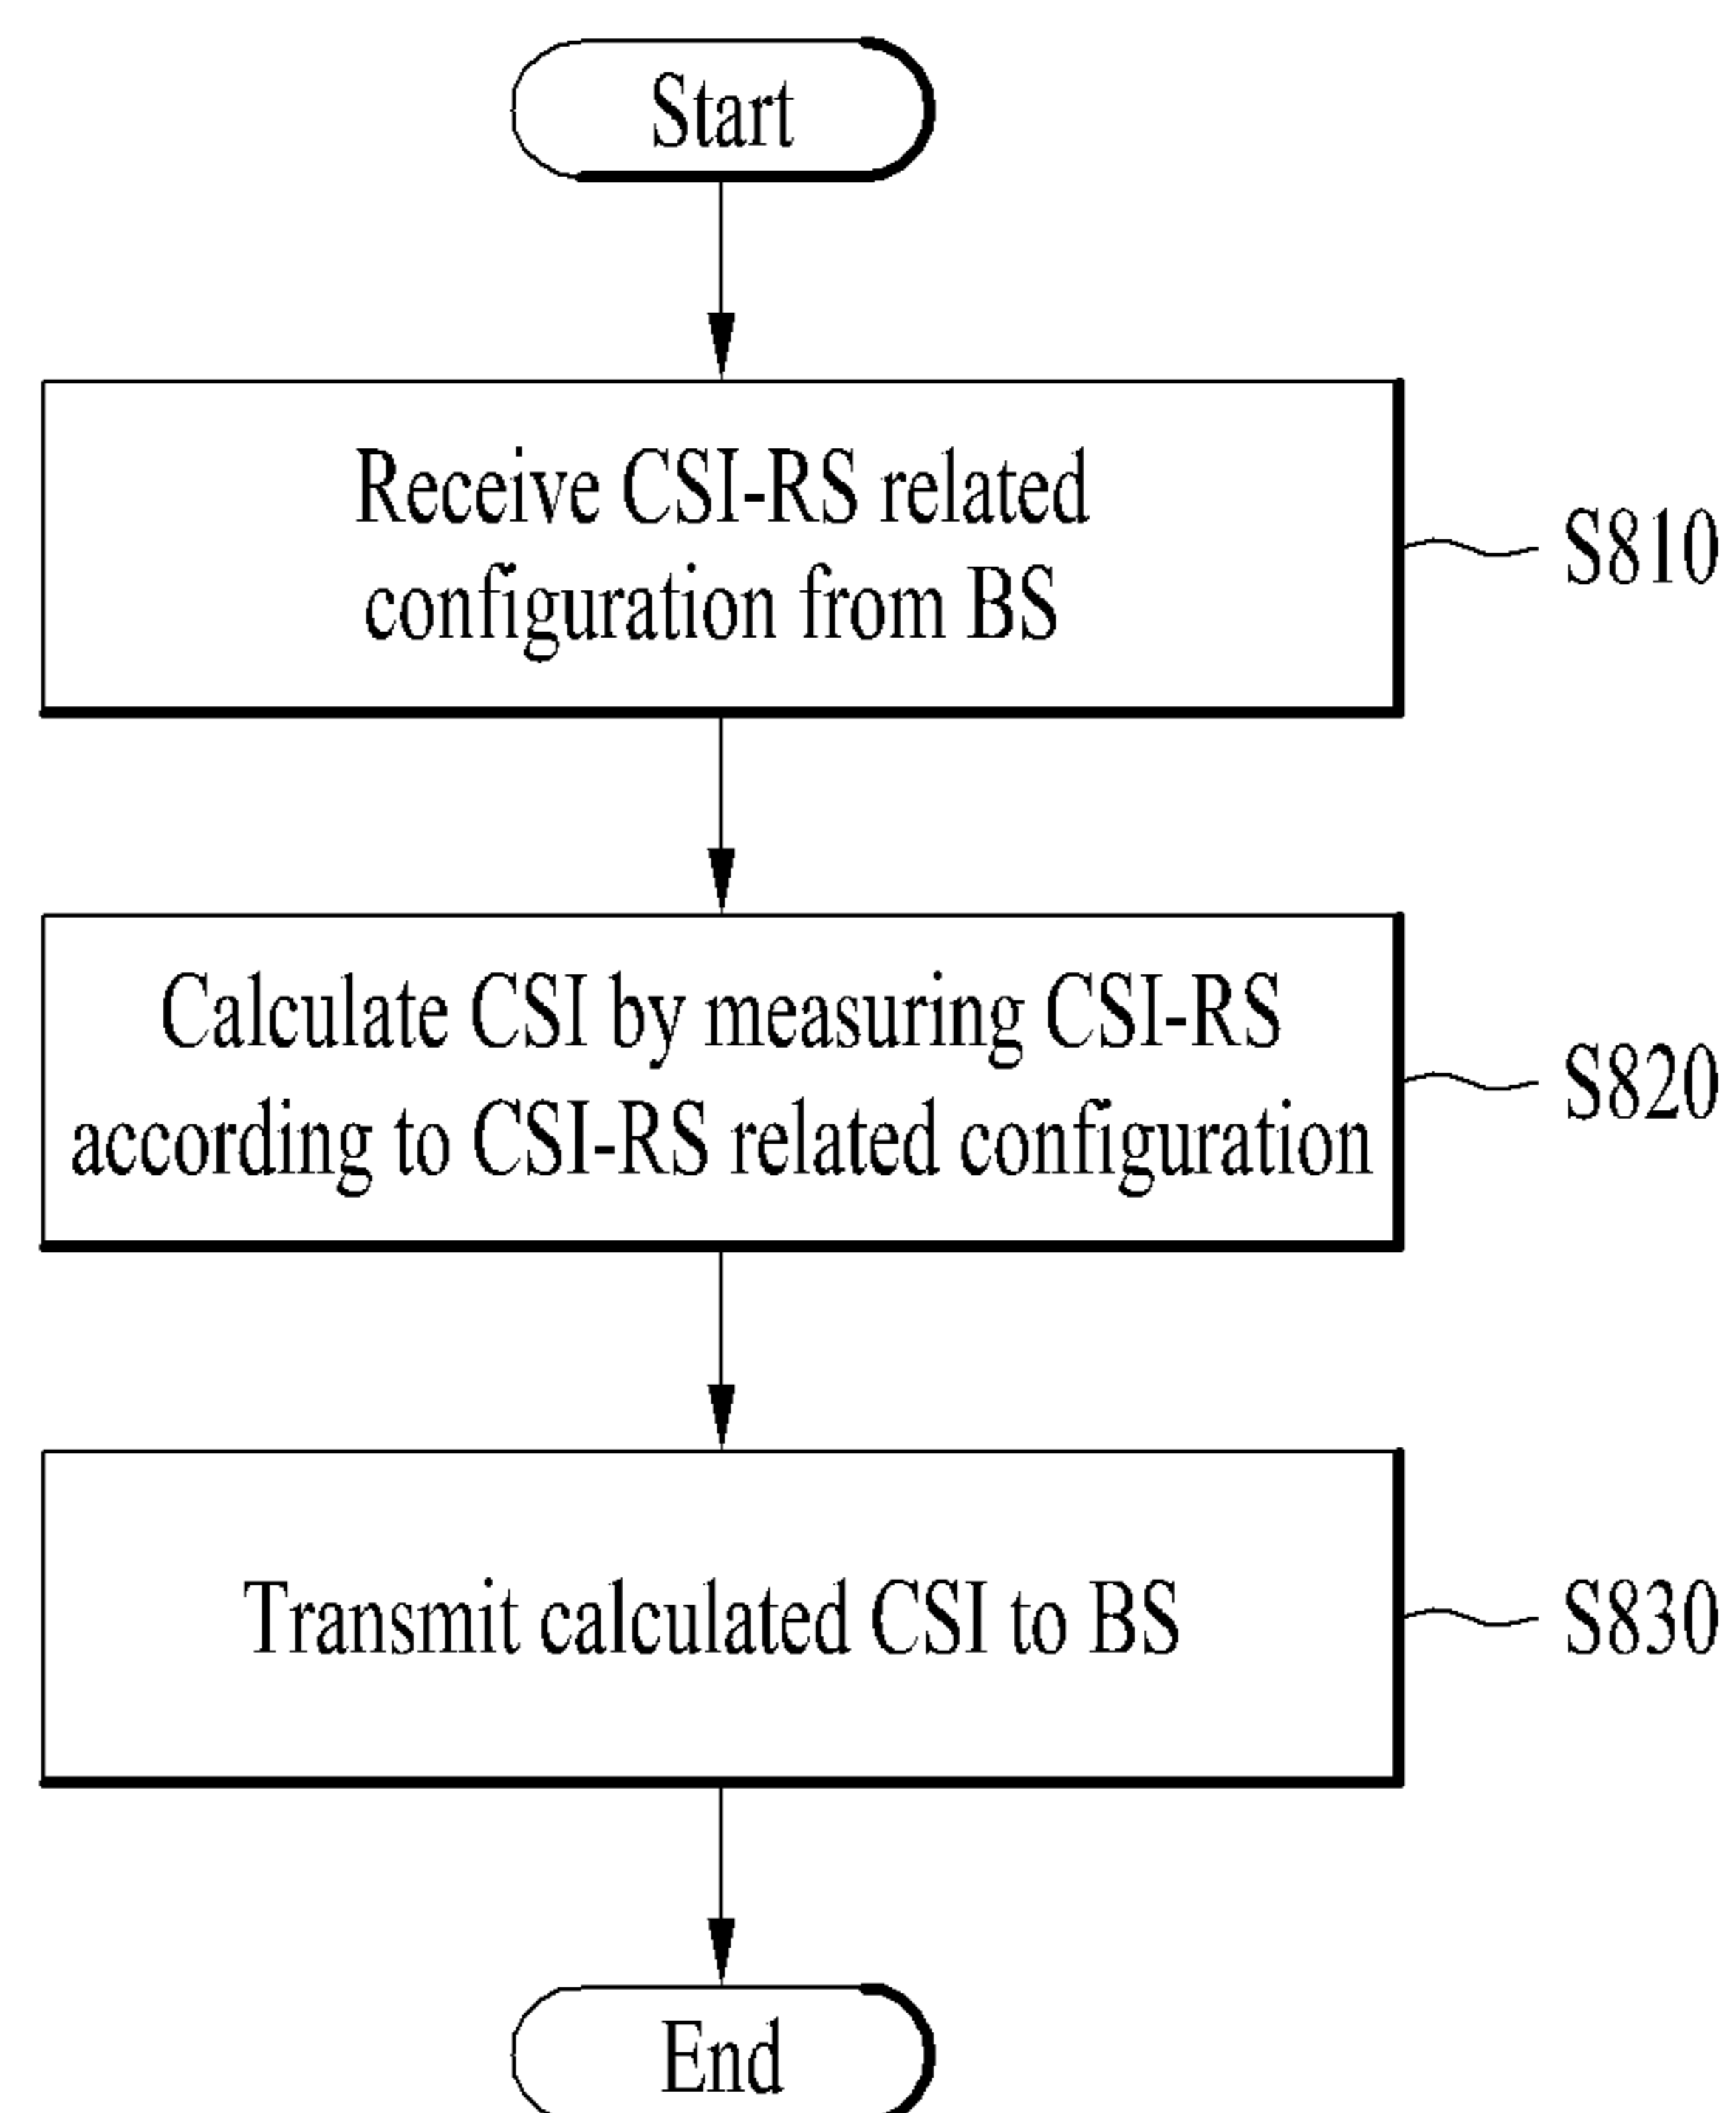 Start
Receive CSI-RS related
configuration from BS
S810
Calculate CSI by measuring CSI-RS
according to CSI-RS related configuration
S820
Transmit calculated CSI to BS
S830
End